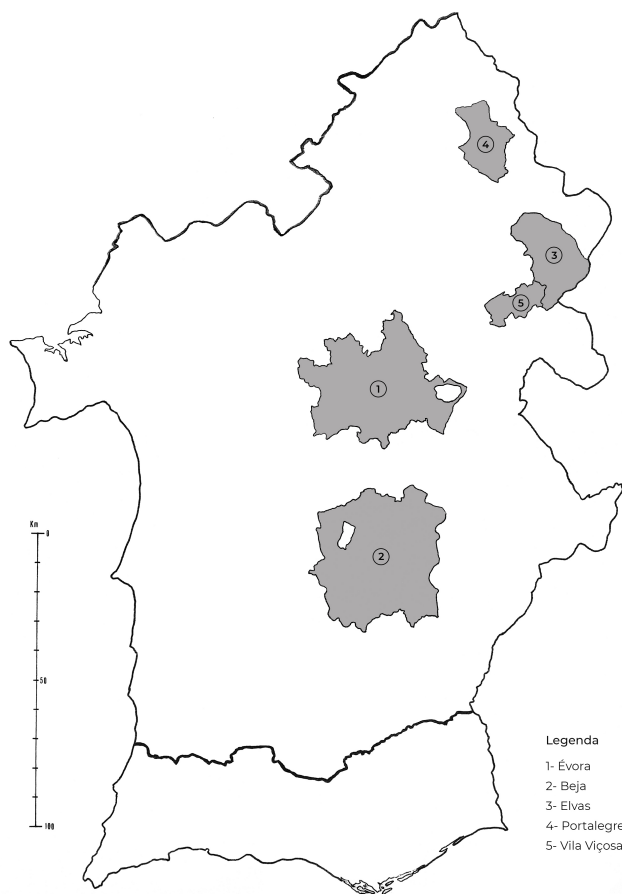 4
3
5
1
2
Km
0
50
100
Legenda
1- Évora
2- Beja
3- Elvas
4- Portalegre
5- Vila Viçosa